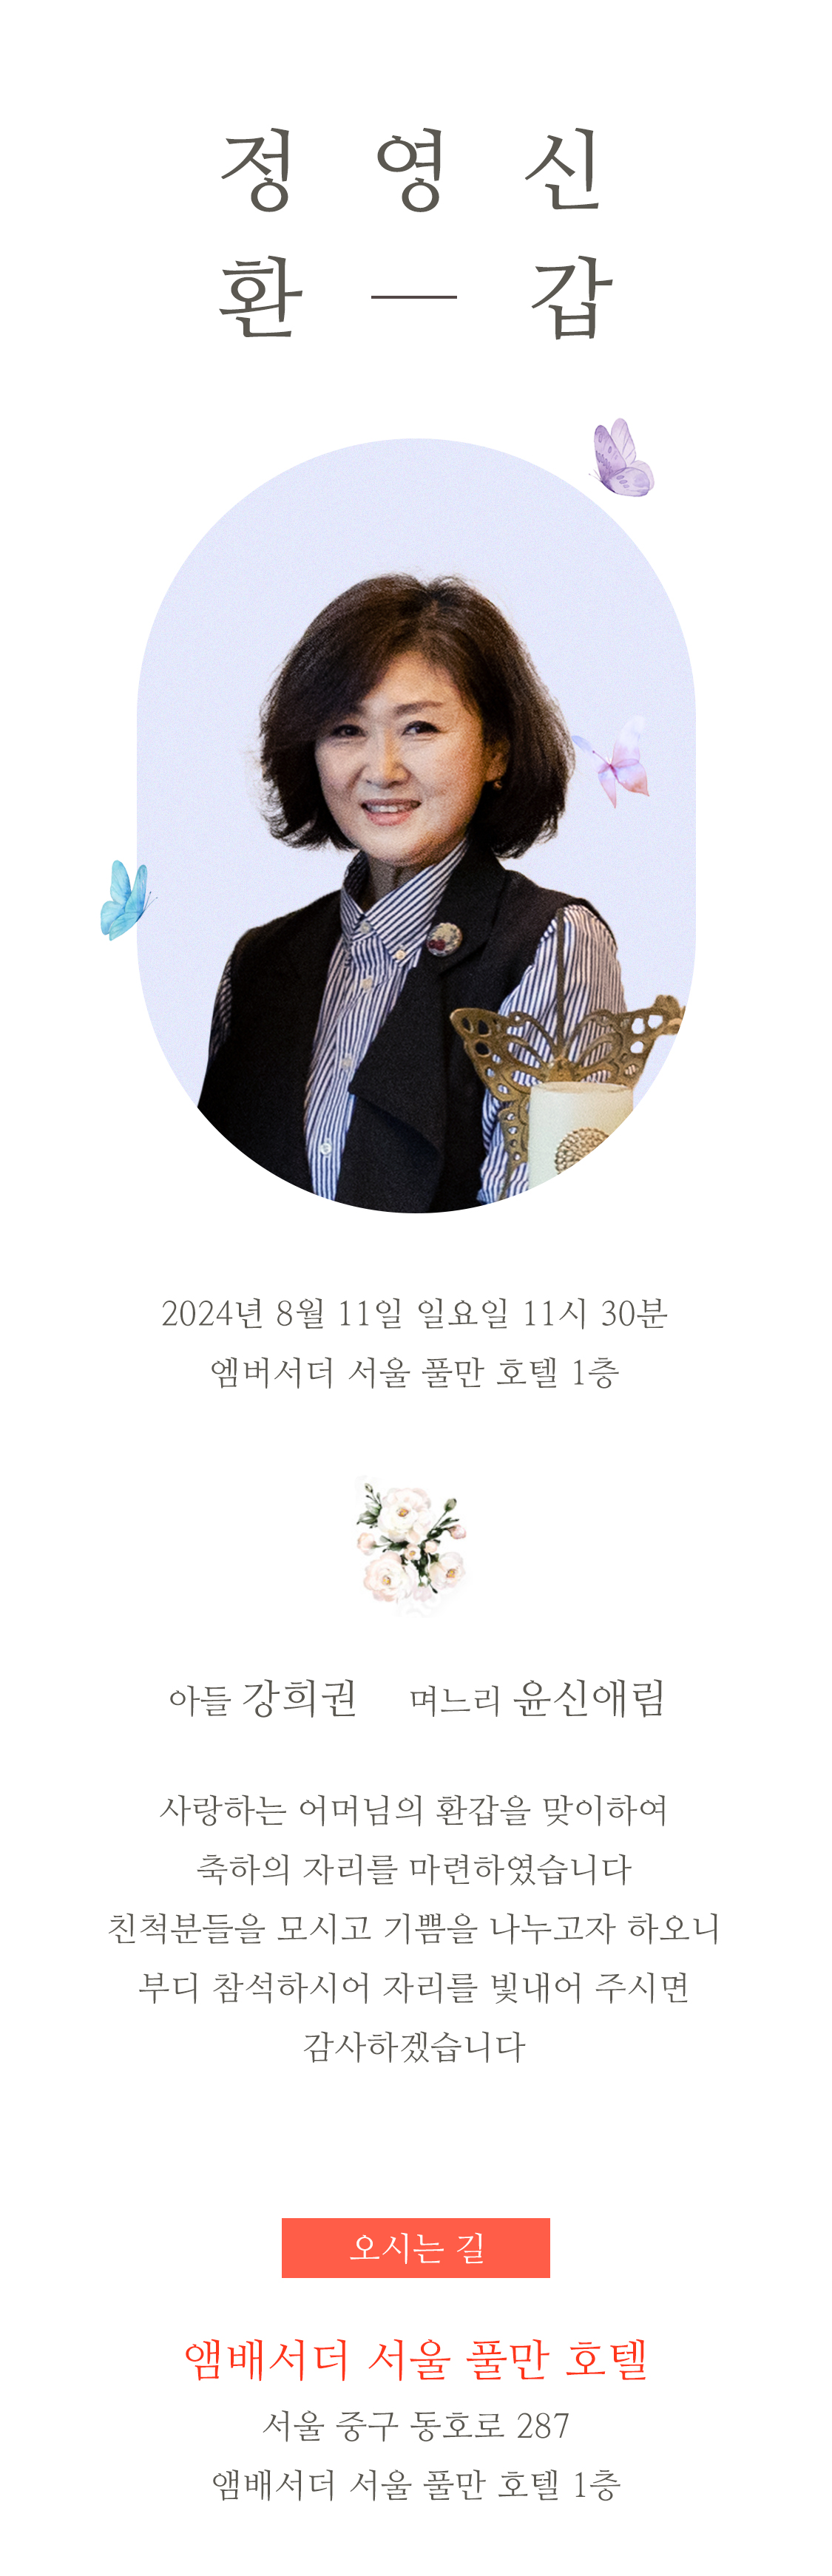 정 영 신
환 — 갑
2024년 8월 11일 일요일 11시 30분
엠버서더 서울 풀만 호텔 1층
아들 강희권 며느리 윤신애림
사랑하는 어머님의 환갑을 맞이하여
축하의 자리를 마련하였습니다
친척분들을 모시고 기쁨을 나누고자 하오니
부디 참석하시어 자리를 빛내어 주시면
감사하겠습니다
오시는 길
앰배서더 서울 풀만 호텔
서울 중구 동호로 287
앰배서더 서울 풀만 호텔 1층